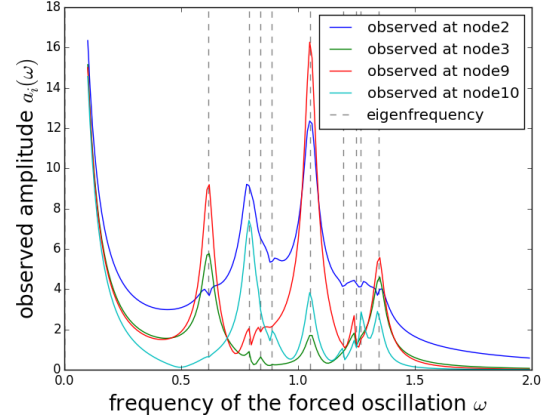 18
16
14
12
10
8
6
4
2
0
0.0 0.5 1.0 1.5 2.0
observed amplitude a_i(ω)
frequency of the forced oscillation ω
observed at node2
observed at node3
observed at node9
observed at node10
eigenfrequency